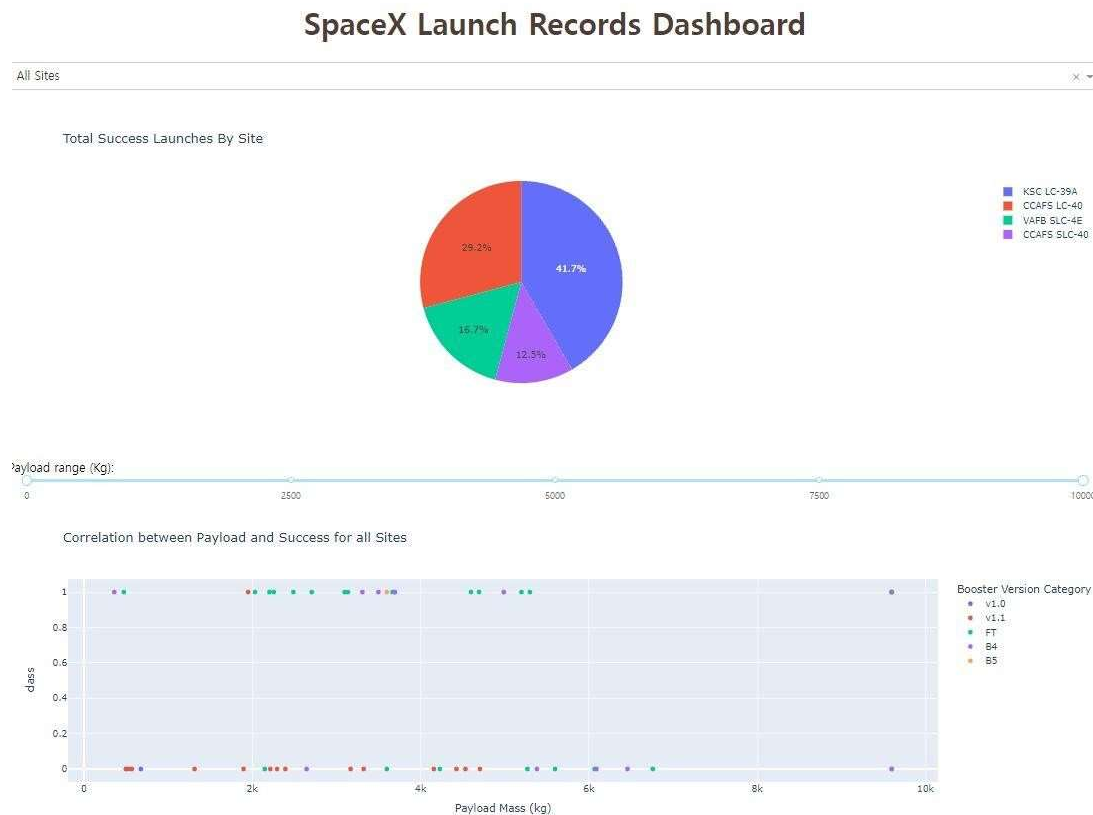 SpaceX Launch Records Dashboard
All Sites
Total Success Launches By Site
KSC LC-39A
CCAFS LC-40
VAFB SLC-4E
CCAFS SLC-40
29.2%
41.7%
16.7%
12.5%
Payload range (Kg):
0 2500 5000 7500 10000
Correlation between Payload and Success for all Sites
Booster Version Category
v1.0
v1.1
FT
B4
B5
class
1
0.8
0.6
0.4
0.2
0
0 2k 4k 6k 8k 10k
Payload Mass (kg)